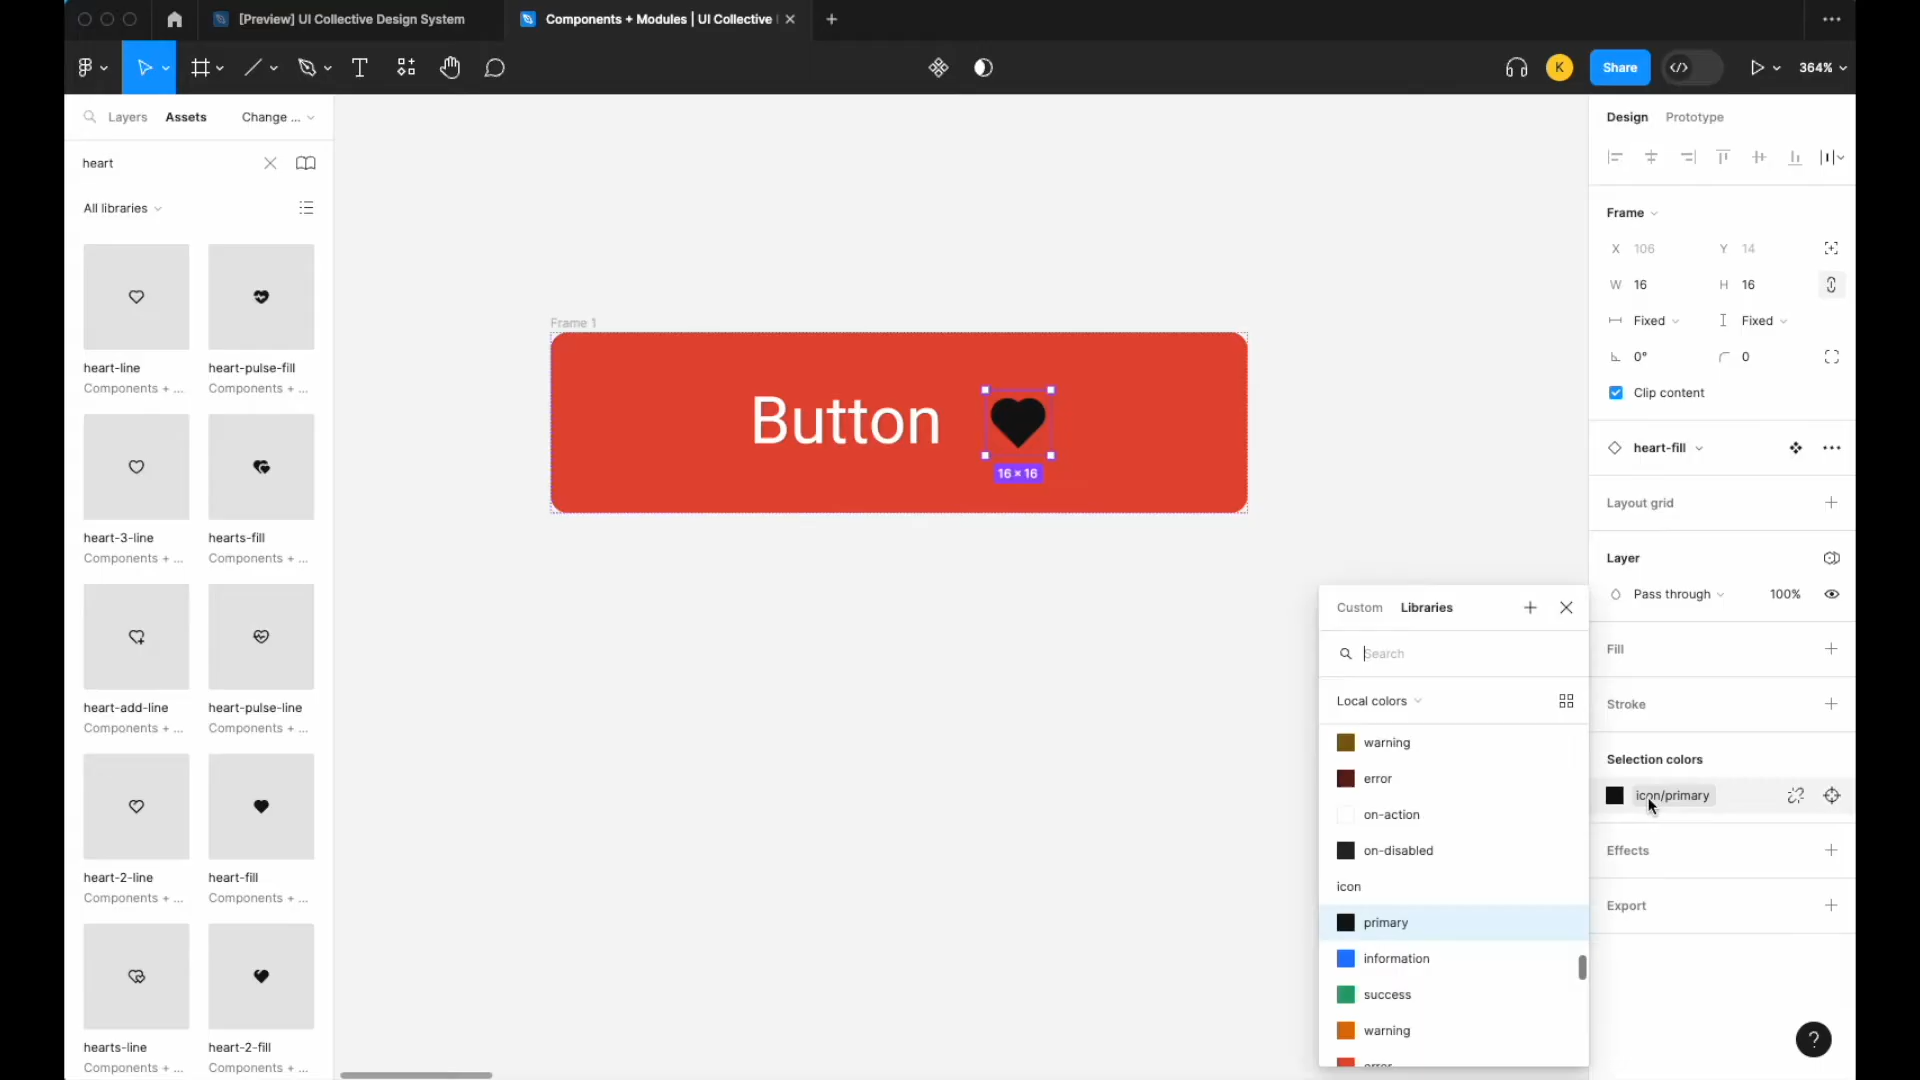 [Preview] UI Collective Design System
Components + Modules | UI Collective
K
Share
364%
Layers
Assets
Change ...
heart
All libraries
heart-line
Components + ...
heart-pulse-fill
Components + ...
heart-3-line
Components + ...
hearts-fill
Components + ...
heart-add-line
Components + ...
heart-pulse-line
Components + ...
heart-2-line
Components + ...
heart-fill
Components + ...
hearts-line
Components + ...
heart-2-fill
Components + ...
Frame 1
Button
16 × 16
Custom
Libraries
Search
Local colors
warning
error
on-action
on-disabled
icon
primary
information
success
warning
error
Design
Prototype
Frame
X 106
Y 14
W 16
H 16
Fixed
Fixed
0°
0
Clip content
heart-fill
Layout grid
Layer
Pass through
100%
Fill
Stroke
Selection colors
icon/primary
Effects
Export
?